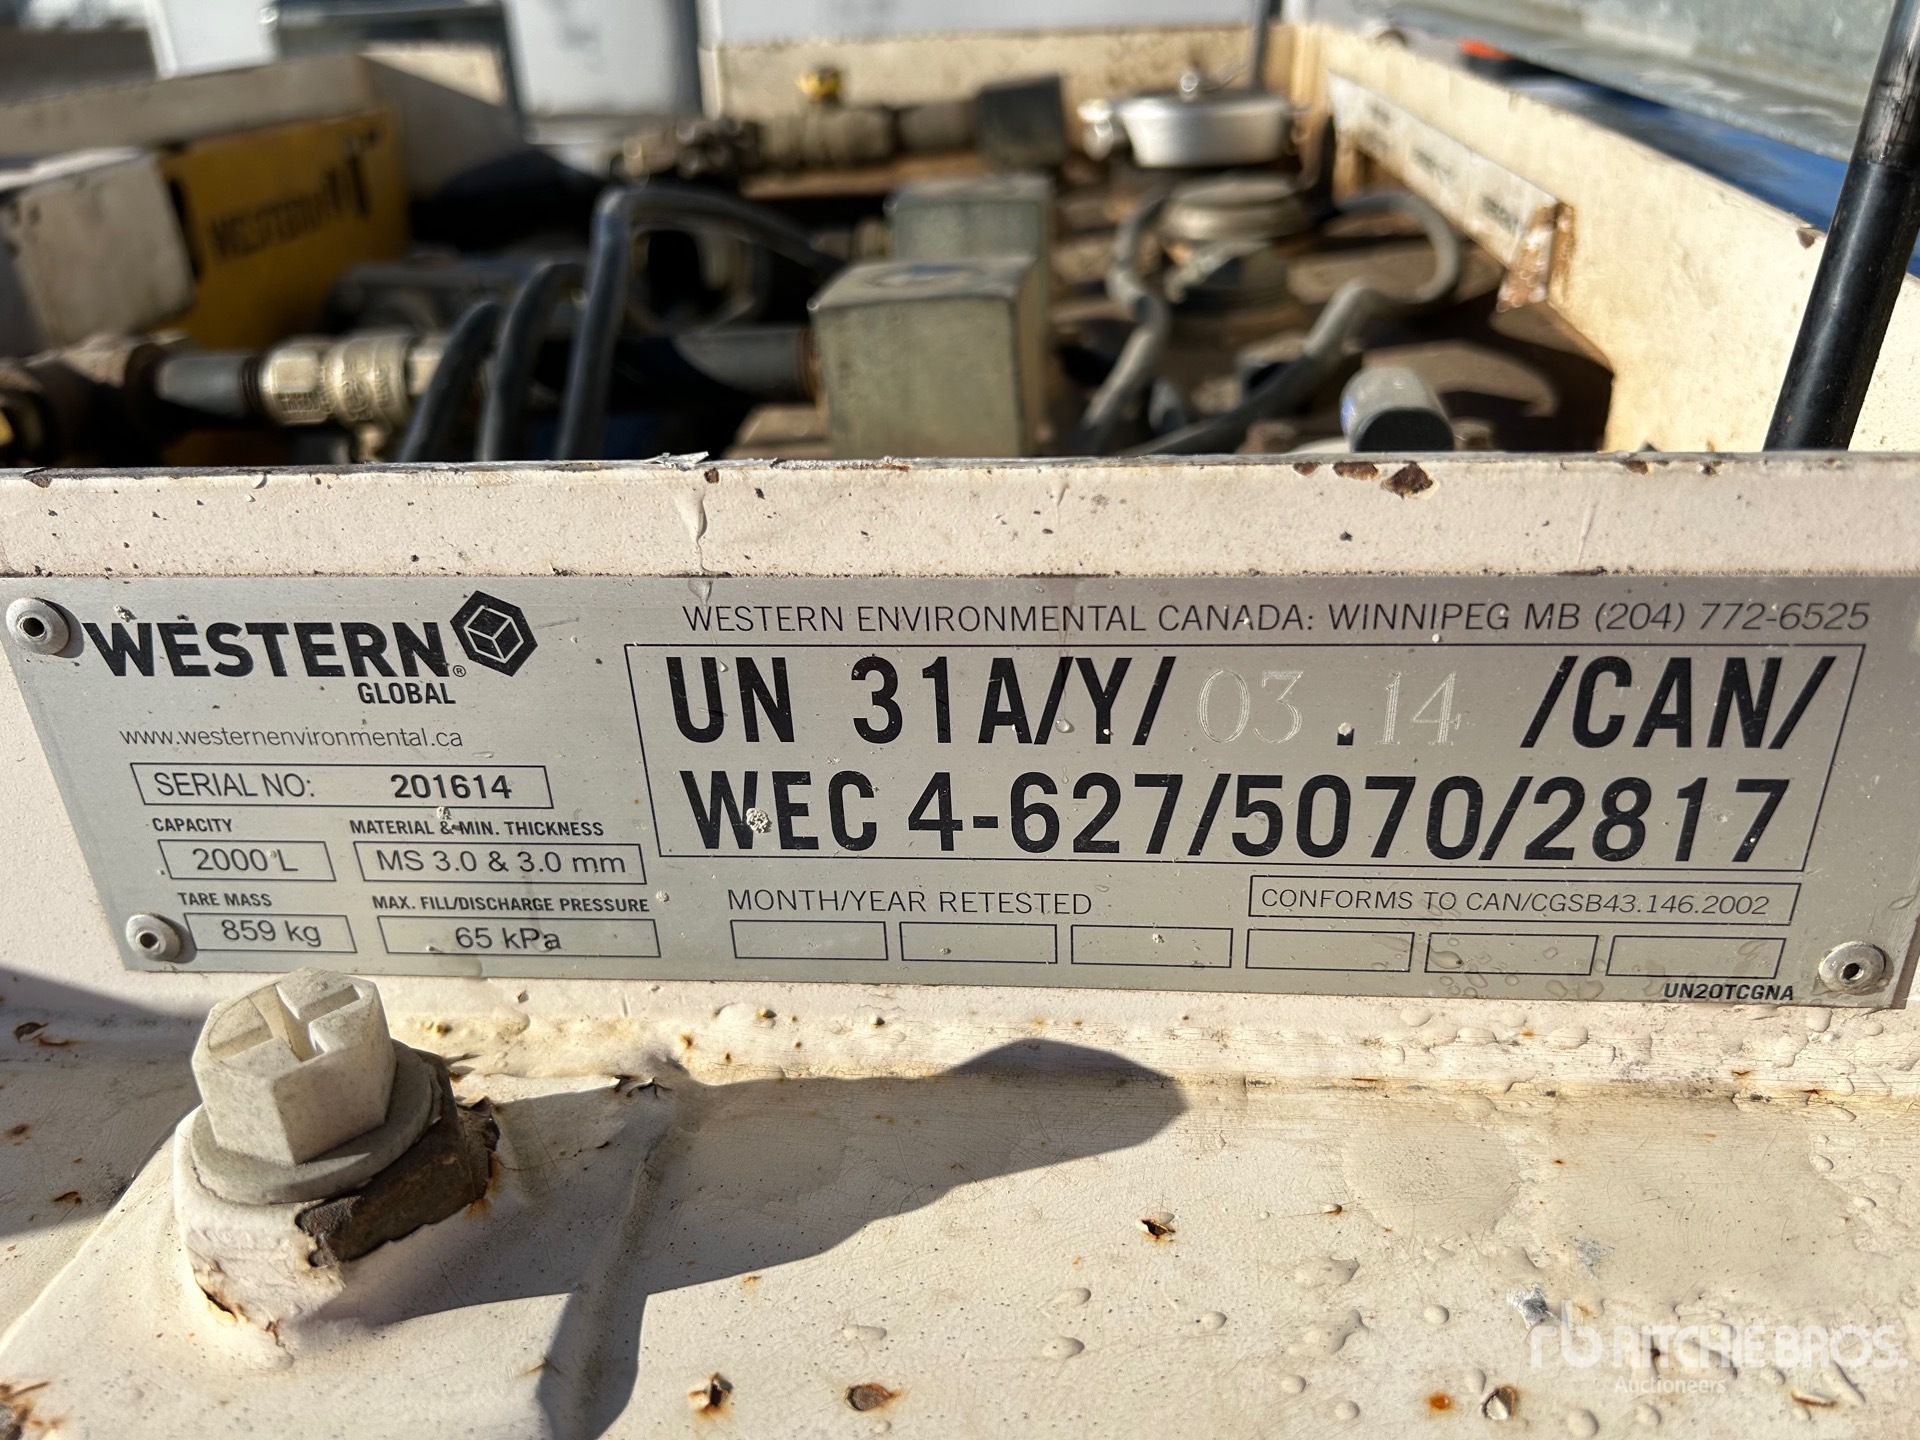 WESTERN
WESTERN®
GLOBAL
www.westernenvironmental.ca
SERIAL NO: 201614
CAPACITY
2000 L
MATERIAL & MIN. THICKNESS
MS 3.0 & 3.0 mm
TARE MASS
859 kg
MAX. FILL/DISCHARGE PRESSURE
65 kPa
WESTERN ENVIRONMENTAL CANADA: WINNIPEG MB (204) 772-6525
UN 31A/Y/ 03 . 14 /CAN/
WEC 4-627/5070/2817
MONTH/YEAR RETESTED
CONFORMS TO CAN/CGSB43.146.2002
UN20TCGNA
rb RITCHIE BROS.
Auctioneers